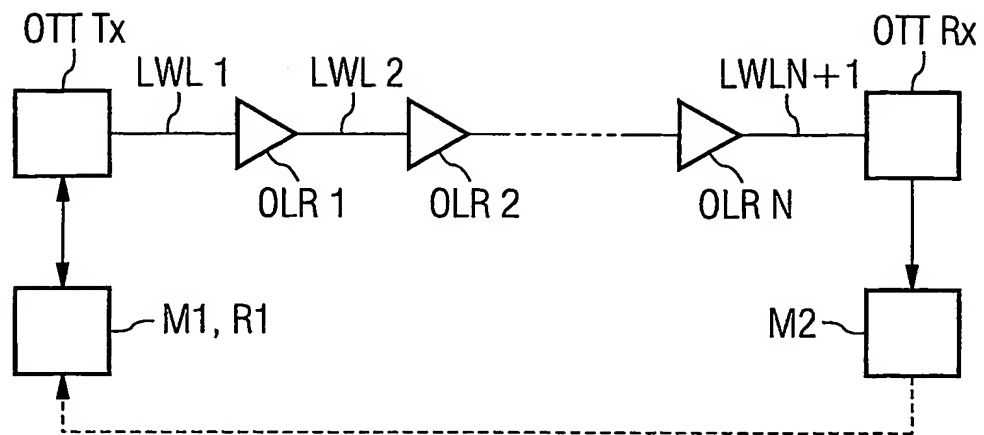 OTT Tx
OTT Rx
LWL 1
LWL 2
LWLN+1
OLR 1
OLR 2
OLR N
M1, R1
M2